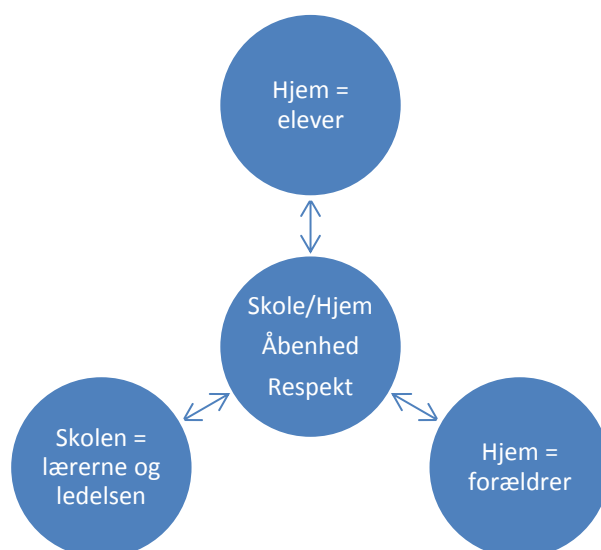 Hjem =
elever
Skole/Hjem
Åbenhed
Respekt
Skolen =
lærerne og
ledelsen
Hjem =
forældrer